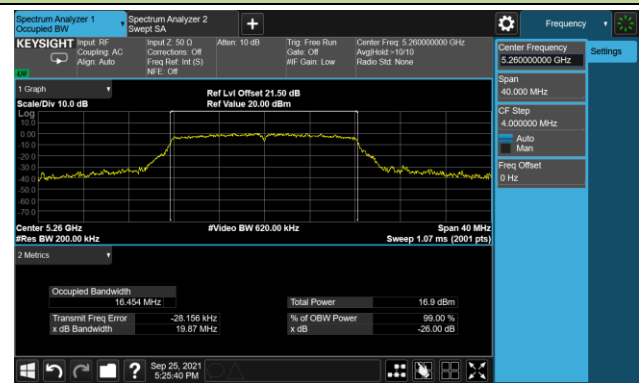 Spectrum Analyzer 1
Occupied BW
Spectrum Analyzer 2
Swept SA
Frequency
KEYSIGHT
Input: RF
Coupling: AC
Align: Auto
Input Z: 50 Ω
Corrections: Off
Freq Ref: Int (S)
NFE: Off
Atten: 10 dB
Trig: Free Run
Gate: Off
#IF Gain: Low
Center Freq: 5.260000000 GHz
Avg|Hold:>10/10
Radio Std: None
Center Frequency
5.260000000 GHz
Settings
Span
40.000 MHz
CF Step
4.000000 MHz
Auto
Man
Freq Offset
0 Hz
1 Graph
Scale/Div 10.0 dB
Ref Lvl Offset 21.50 dB
Ref Value 20.00 dBm
Log
10.0
0.00
-10.0
-20.0
-30.0
-40.0
-50.0
-60.0
-70.0
Center 5.26 GHz
#Res BW 200.00 kHz
#Video BW 620.00 kHz
Span 40 MHz
Sweep 1.07 ms (2001 pts)
2 Metrics
Occupied Bandwidth
16.454 MHz
Total Power
16.9 dBm
Transmit Freq Error
-28.156 kHz
% of OBW Power
99.00 %
x dB Bandwidth
19.87 MHz
x dB
-26.00 dB
?
Sep 25, 2021
5:25:40 PM